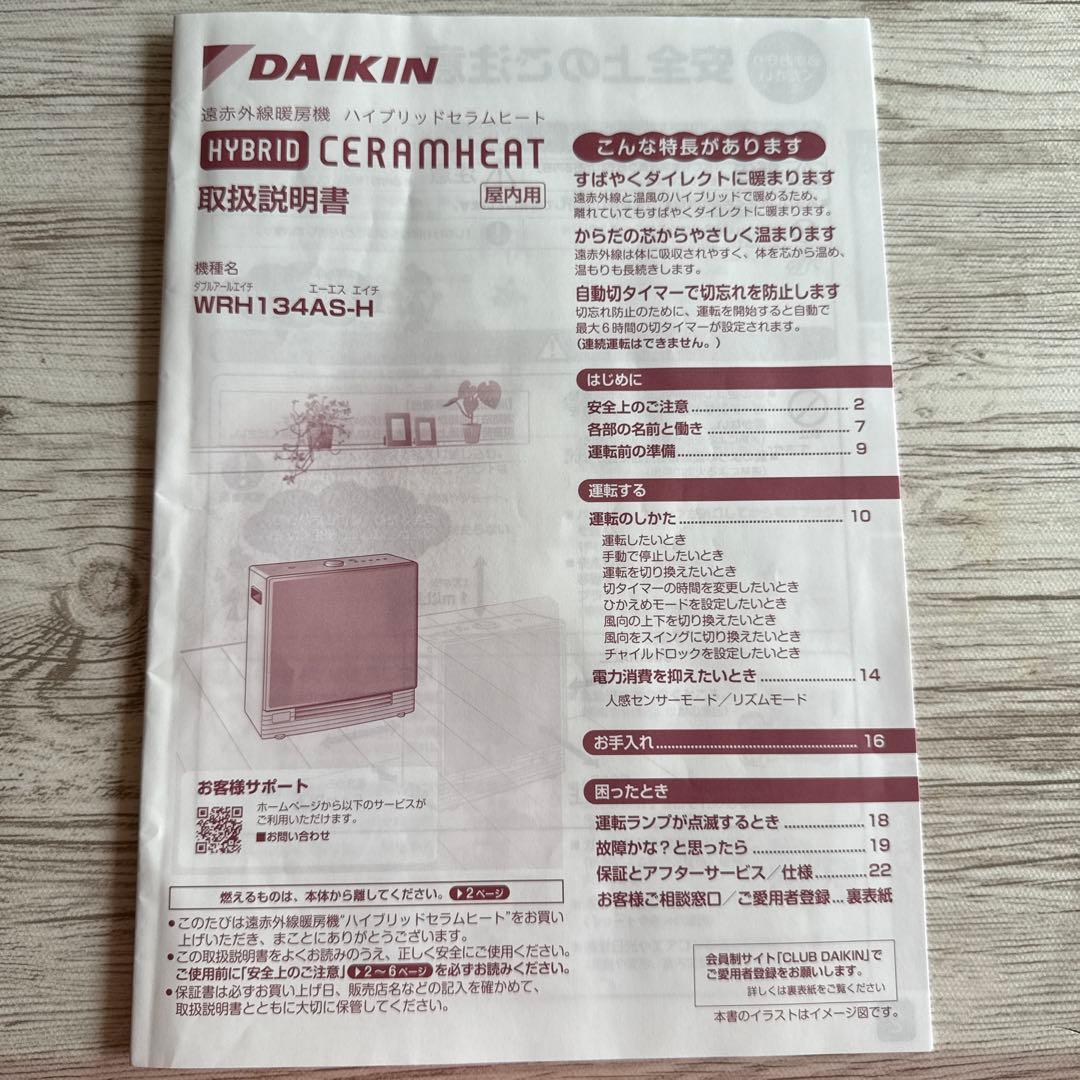 DAIKIN
遠赤外線暖房機 ハイブリッドセラムヒート
HYBRID CERAMHEAT
取扱説明書
屋内用
機種名
ダブルアールエイチ エーエス エイチ
WRH134AS-H
お客様サポート
ホームページから以下のサービスが
ご利用いただけます。
■お問い合わせ
燃えるものは、本体から離してください。 2ページ
●このたびは遠赤外線暖房機“ハイブリッドセラムヒート”をお買い
上げいただき、まことにありがとうございます。
●この取扱説明書をよくお読みのうえ、正しく安全にご使用ください。
ご使用前に「安全上のご注意」 2～6ページ を必ずお読みください。
●保証書は必ずお買い上げ日、販売店名などの記入を確かめて、
取扱説明書とともに大切に保管してください。
こんな特長があります
すばやくダイレクトに暖まります
遠赤外線と温風のハイブリッドで暖めるため、
離れていてもすばやくダイレクトに暖まります。
からだの芯からやさしく温まります
遠赤外線は体に吸収されやすく、体を芯から温め、
温もりも長続きします。
自動切タイマーで切忘れを防止します
切忘れ防止のために、運転を開始すると自動で
最大6時間の切タイマーが設定されます。
(連続運転はできません。)
はじめに
安全上のご注意 ........ 2
各部の名前と働き ........ 7
運転前の準備 ........ 9
運転する
運転のしかた ........ 10
運転したいとき
手動で停止したいとき
運転を切り換えたいとき
切タイマーの時間を変更したいとき
ひかえめモードを設定したいとき
風向の上下を切り換えたいとき
風向をスイングに切り換えたいとき
チャイルドロックを設定したいとき
電力消費を抑えたいとき ........ 14
人感センサーモード／リズムモード
お手入れ ........ 16
困ったとき
運転ランプが点滅するとき ........ 18
故障かな?と思ったら ........ 19
保証とアフターサービス／仕様 ........ 22
お客様ご相談窓口／ご愛用者登録... 裏表紙
会員制サイト「CLUB DAIKIN」で
ご愛用者登録をお願いします。
詳しくは裏表紙をご覧ください
本書のイラストはイメージ図です。